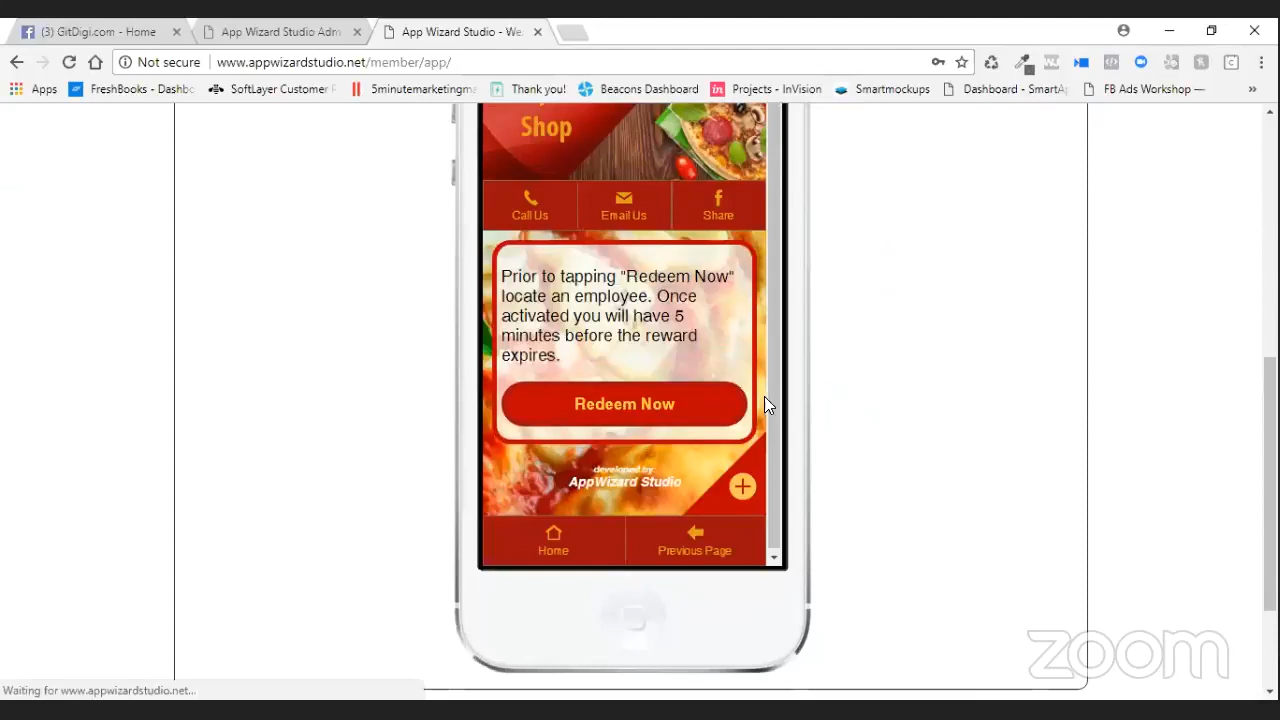 (3) GitDigi.com - Home
App Wizard Studio Adm
App Wizard Studio - We
Not secure
www.appwizardstudio.net/member/app/
Apps
FreshBooks - Dashbo
SoftLayer Customer
5minutemarketingma
Thank you!
Beacons Dashboard
Projects - InVision
Smartmockups
Dashboard - SmartA
FB Ads Workshop —
Shop
Call Us
Email Us
Share
Prior to tapping "Redeem Now"
locate an employee. Once
activated you will have 5
minutes before the reward
expires.
Redeem Now
developed by:
AppWizard Studio
Home
Previous Page
zoom
Waiting for www.appwizardstudio.net...